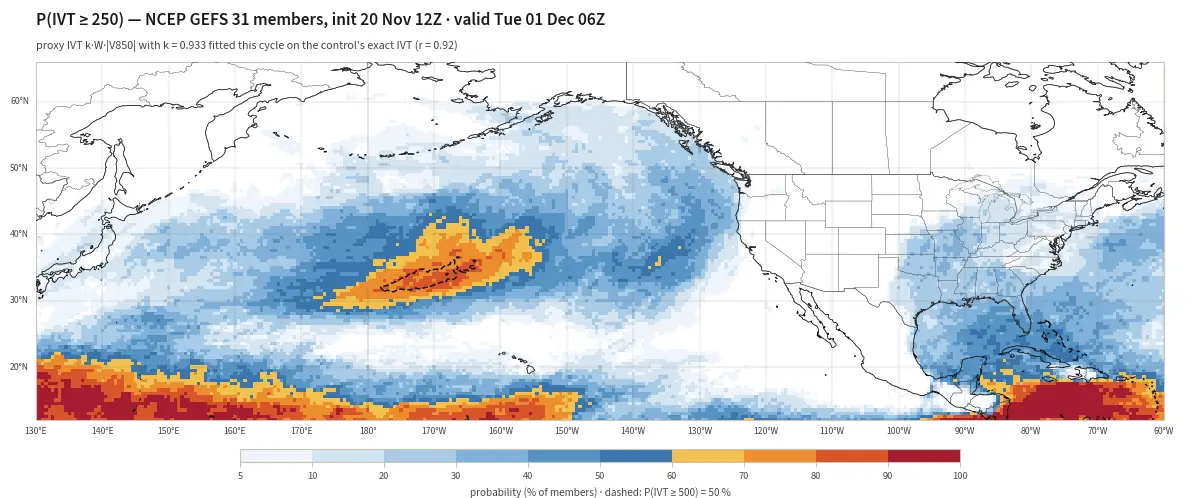 P(IVT ≥ 250) — NCEP GEFS 31 members, init 20 Nov 12Z · valid Tue 01 Dec 06Z
proxy IVT k·W·|V850| with k = 0.933 fitted this cycle on the control's exact IVT (r = 0.92)
60°N
50°N
40°N
30°N
20°N
130°E 140°E 150°E 160°E 170°E 180° 170°W 160°W 150°W 140°W 130°W 120°W 110°W 100°W 90°W 80°W 70°W 60°W
5 10 20 30 40 50 60 70 80 90 100
probability (% of members) · dashed: P(IVT ≥ 500) = 50 %